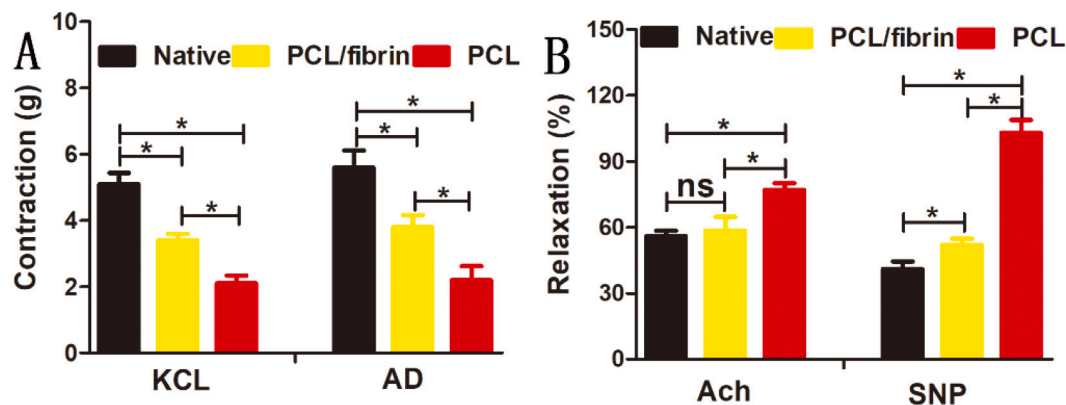 A
Native PCL/fibrin PCL
Contraction (g)
10
8
6
4
2
0
* * *
* * *
KCL AD
B
Native PCL/fibrin PCL
Relaxation (%)
150
120
90
60
30
0
ns * *
* * *
Ach SNP